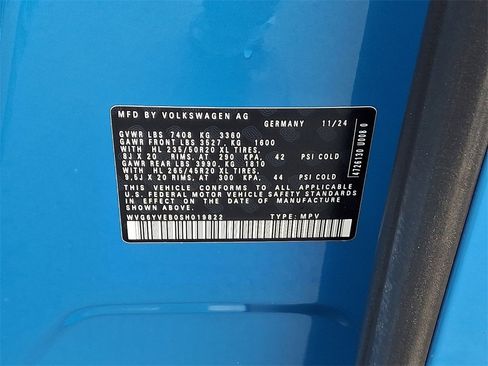 MFD BY VOLKSWAGEN AG
GERMANY 11/24
GVWR LBS 7408 KG 3360
GAWR FRONT LBS 3527, KG 1600
WITH HL 235/50R20 XL TIRES,
8J X 20 RIMS, AT 290 KPA, 42 PSI COLD
GAWR REAR LBS 3990, KG 1810
WITH HL 265/45R20 XL TIRES,
9,5J X 20 RIMS, AT 300 KPA, 44 PSI COLD
THIS VEHICLE CONFORMS TO ALL APPLICABLE
U.S. FEDERAL MOTOR VEHICLE SAFETY STANDARDS
IN EFFECT ON THE DATE OF MANUFACTURE SHOWN ABOVE.
WVG6YVEB0SH019822 TYPE: MPV
4726130 UD08 0